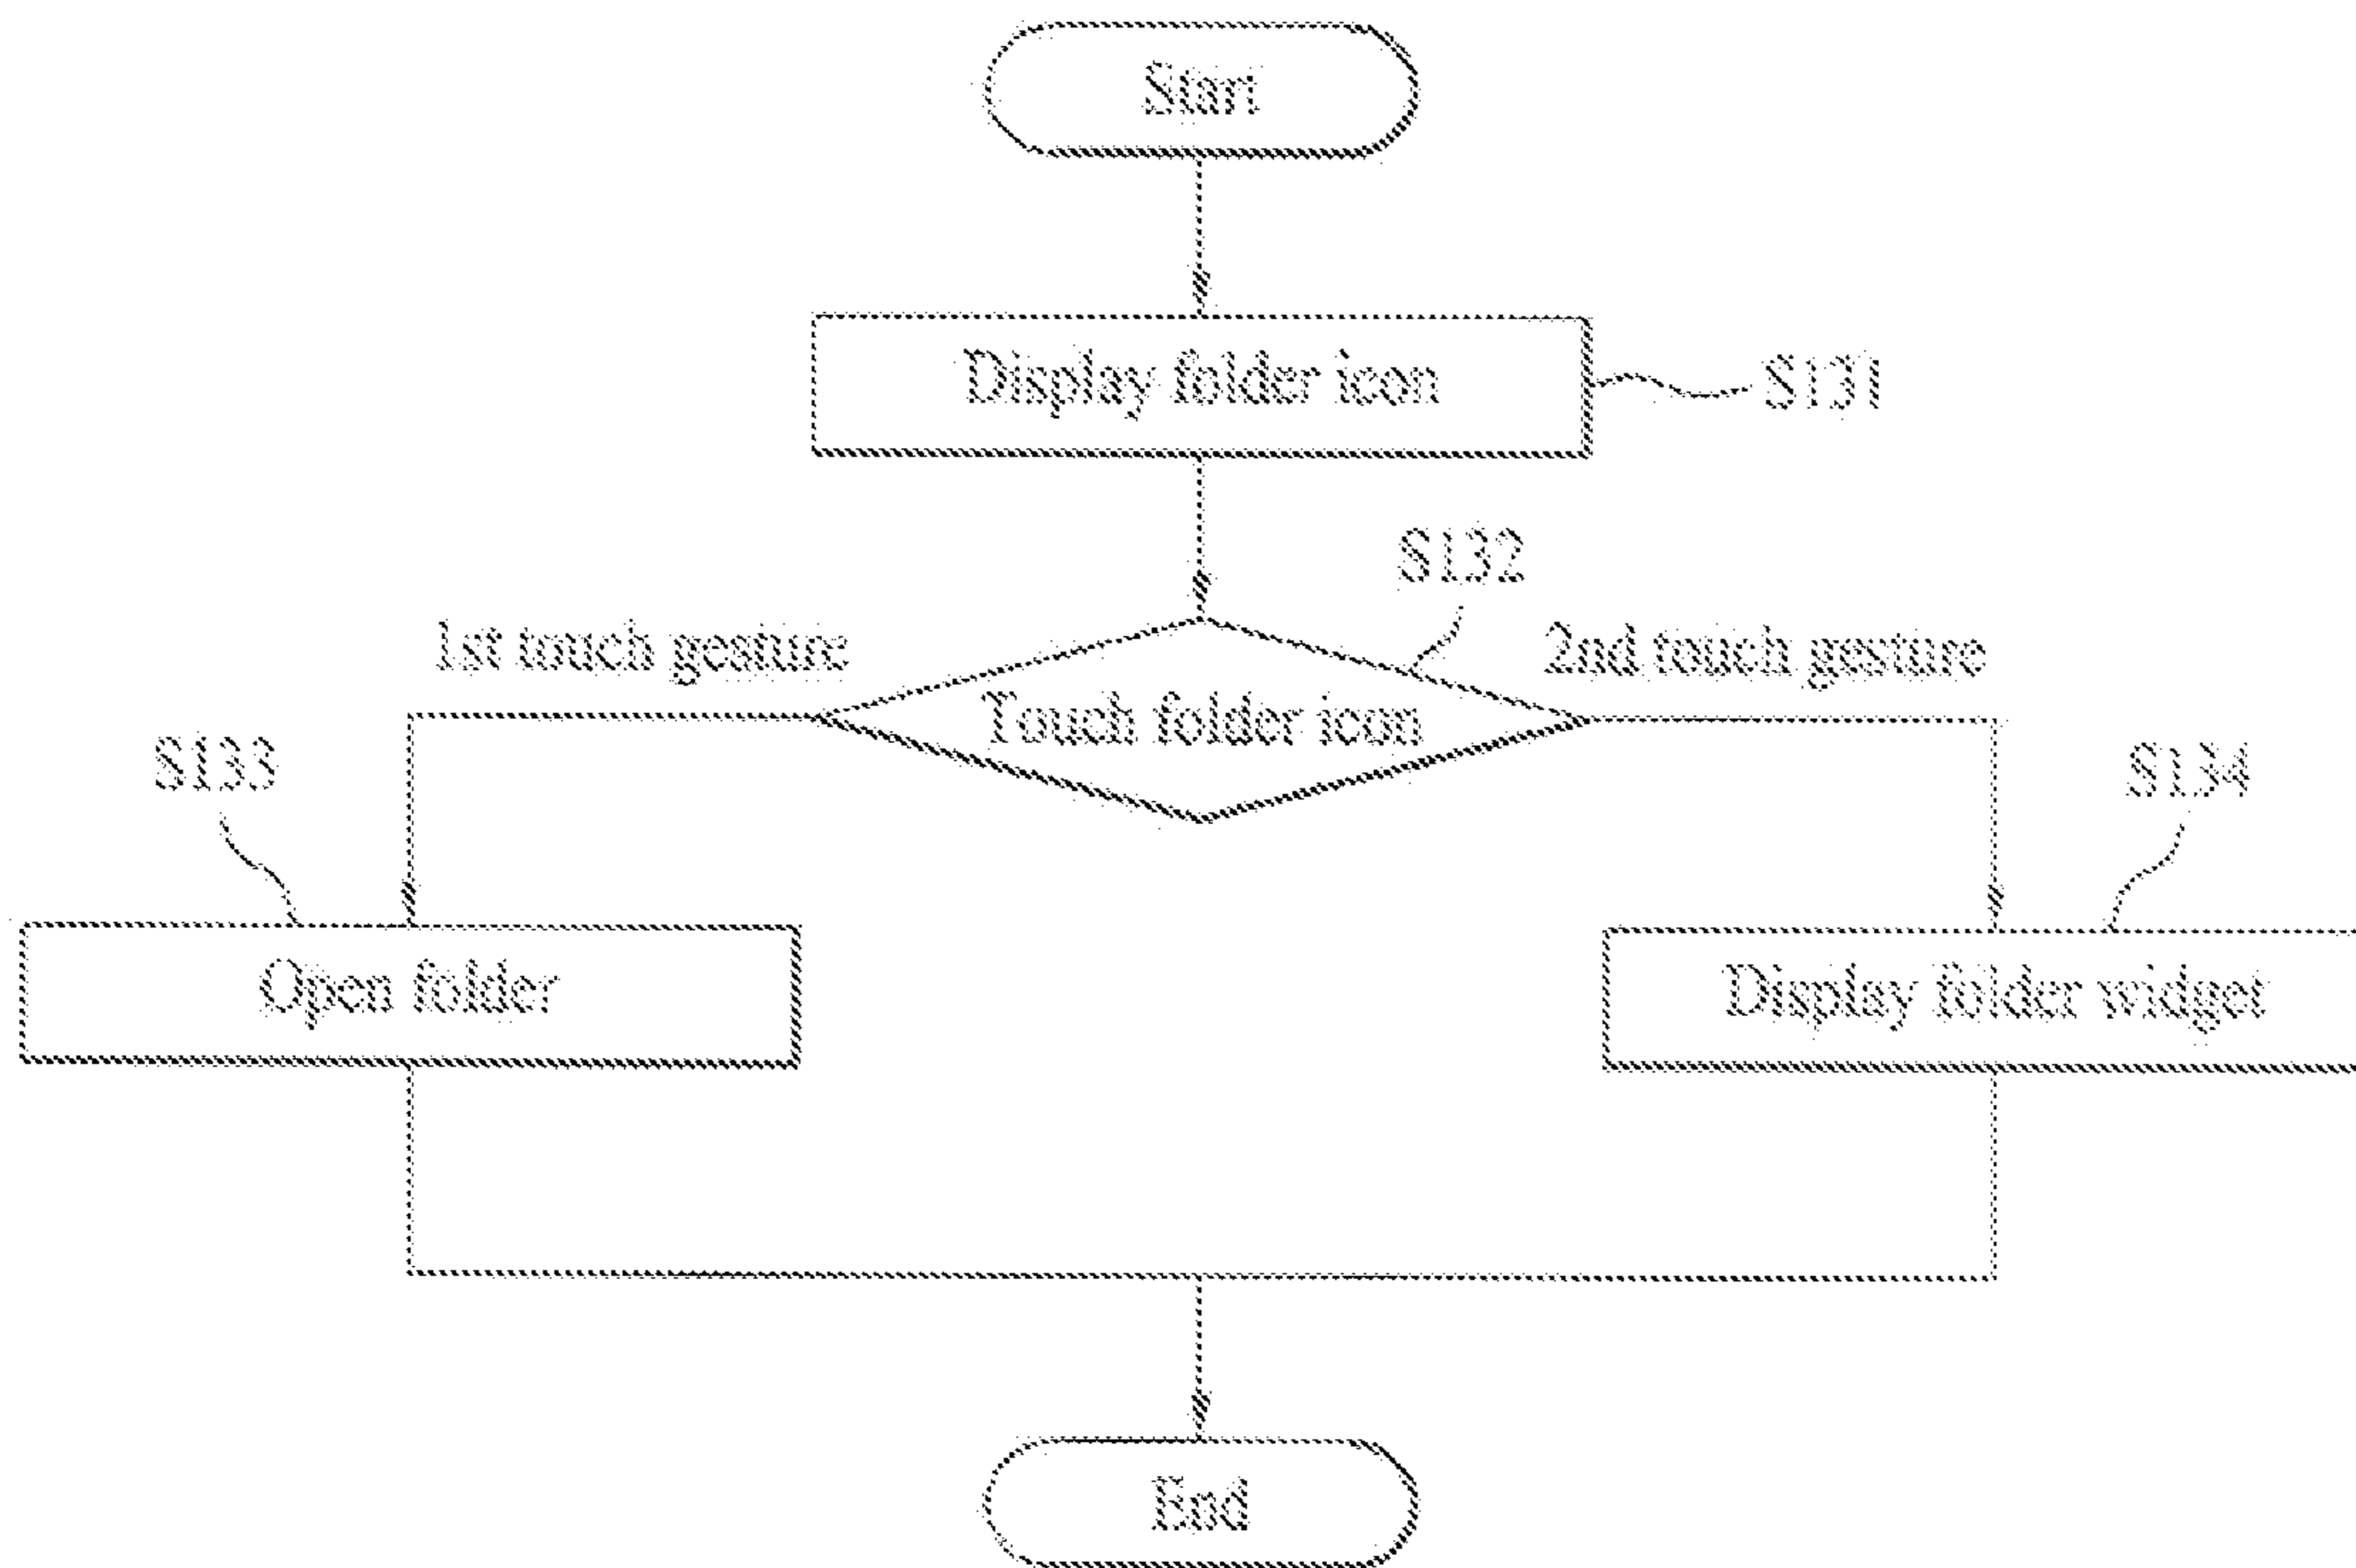 Start
Display folder icon
S131
S132
1st touch gesture
2nd touch gesture
Touch folder icon
S133
S134
Open folder
Display folder widget
End